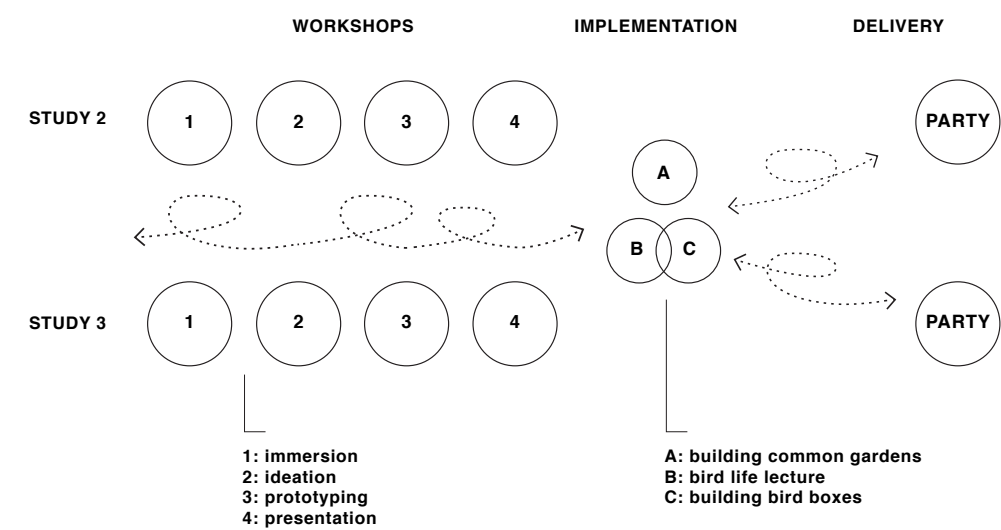 WORKSHOPS IMPLEMENTATION DELIVERY
STUDY 2 1 2 3 4 PARTY
A
B C
STUDY 3 1 2 3 4 PARTY
1: immersion
2: ideation
3: prototyping
4: presentation
A: building common gardens
B: bird life lecture
C: building bird boxes